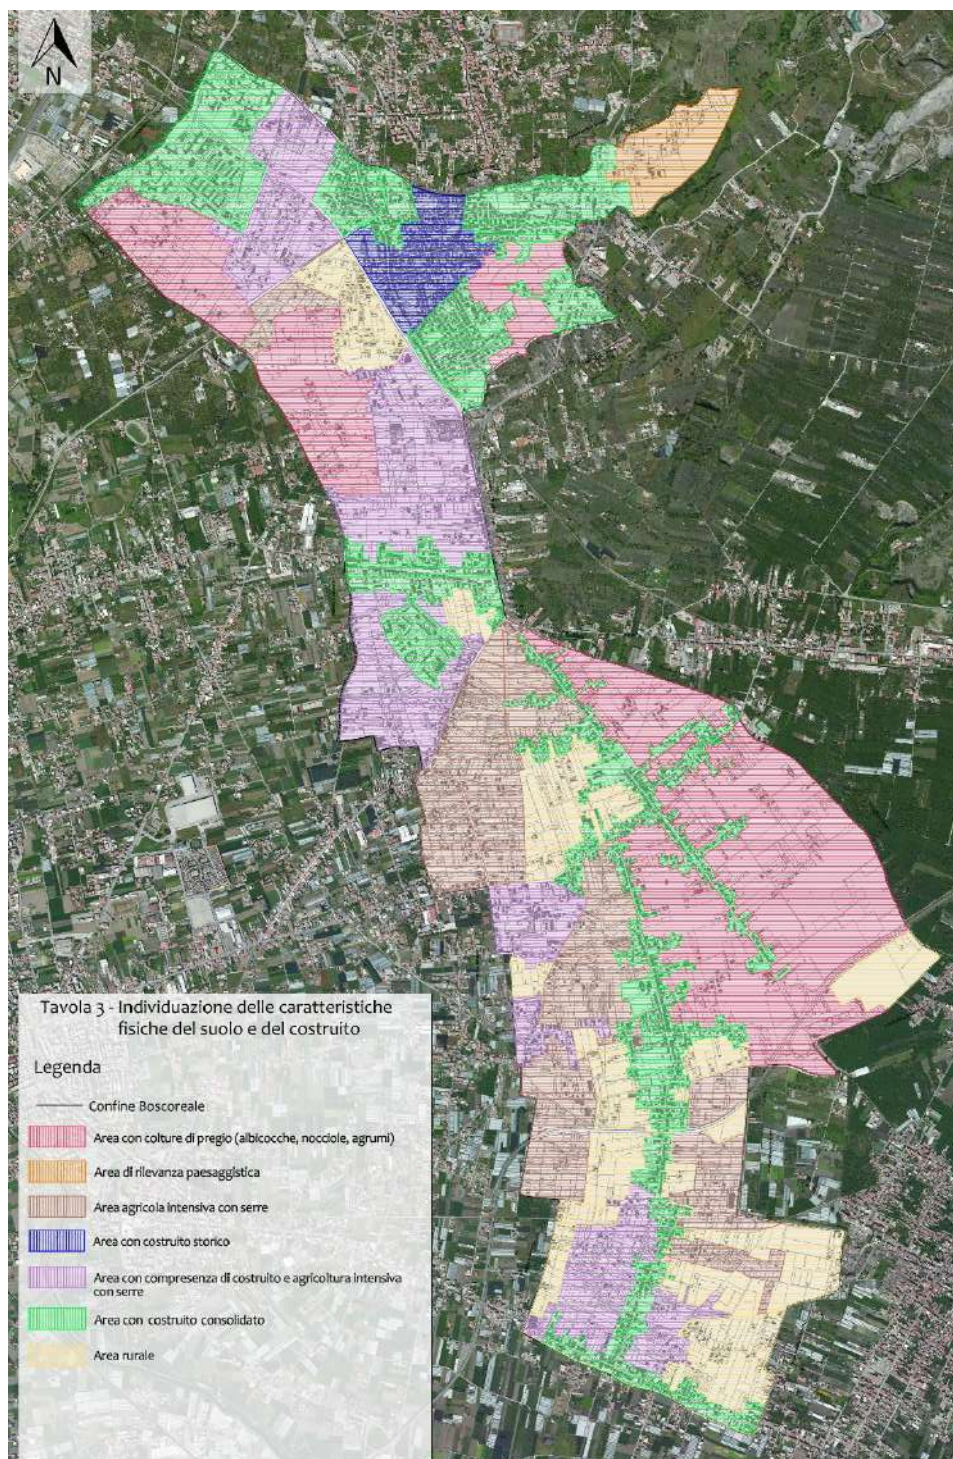 N
Tavola 3 - Individuazione delle caratteristiche
fisiche del suolo e del costruito
Legenda
Confine Boscoreale
Area con colture di pregio (albicocche, nocciole, agrumi)
Area di rilevanza paesaggistica
Area agricola intensiva con serre
Area con costruito storico
Area con compresenza di costruito e agricoltura intensiva
con serre
Area con costruito consolidato
Area rurale